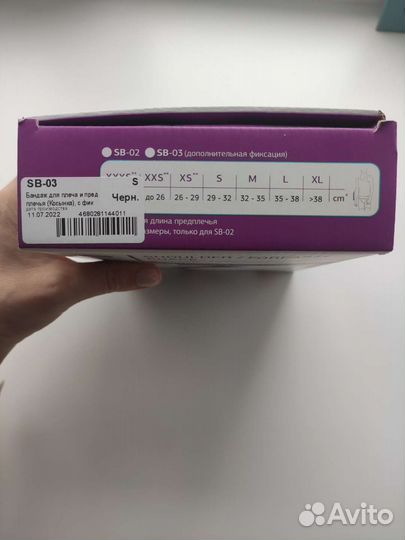 SB-02 SB-03 (дополнительная фиксация)
SB-03 S
XXS** XS** S M L XL
Бандаж для плеча и пред
плечья (Косынка), с фик Черн.
до 26 26 - 29 29 - 32 32 - 35 35 - 38 >38 cm*
дата производства
11.07.2022 4680261144011
длина предплечья
только для SB-02
Avito